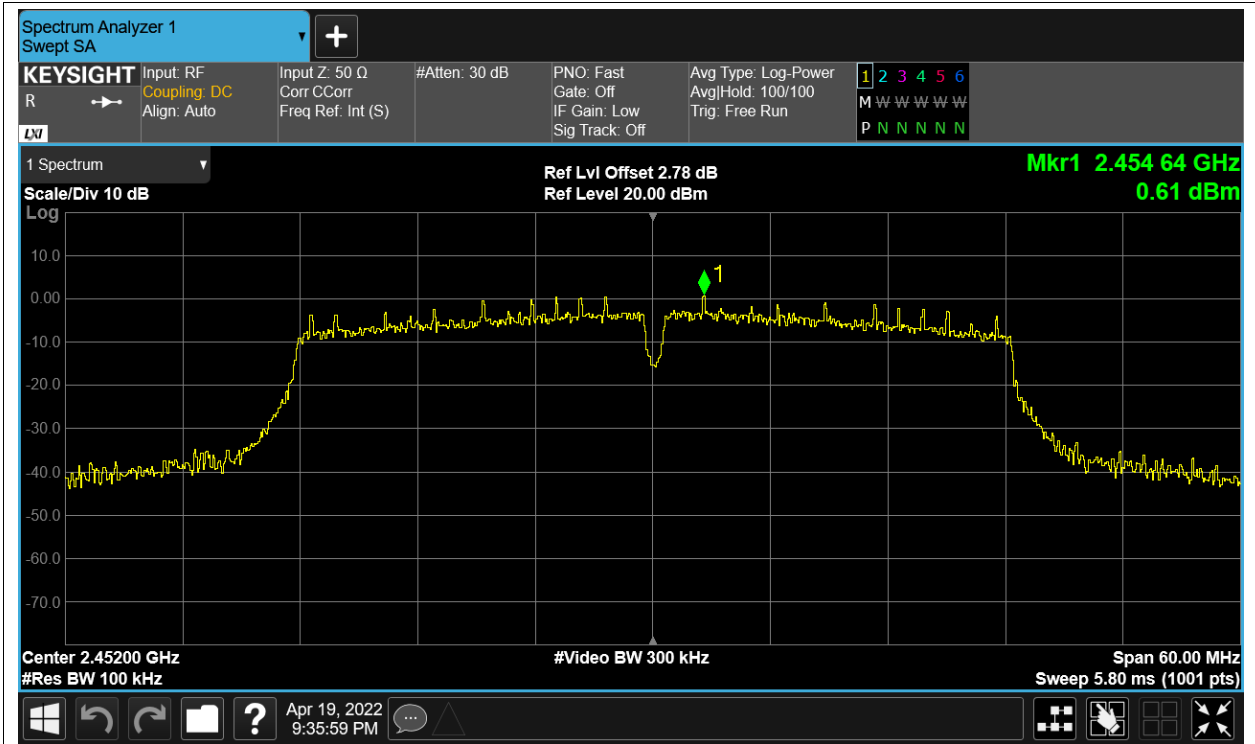 Spectrum Analyzer 1
Swept SA
KEYSIGHT
R
LXI
Input: RF
Coupling: DC
Align: Auto
Input Z: 50 Ω
Corr CCorr
Freq Ref: Int (S)
#Atten: 30 dB
PNO: Fast
Gate: Off
IF Gain: Low
Sig Track: Off
Avg Type: Log-Power
Avg|Hold: 100/100
Trig: Free Run
1 2 3 4 5 6
M W W W W W
P N N N N N
1 Spectrum
Scale/Div 10 dB
Ref Lvl Offset 2.78 dB
Ref Level 20.00 dBm
Mkr1 2.454 64 GHz
0.61 dBm
Log
10.0
0.00
-10.0
-20.0
-30.0
-40.0
-50.0
-60.0
-70.0
1
Center 2.45200 GHz
#Video BW 300 kHz
Span 60.00 MHz
#Res BW 100 kHz
Sweep 5.80 ms (1001 pts)
?
Apr 19, 2022
9:35:59 PM